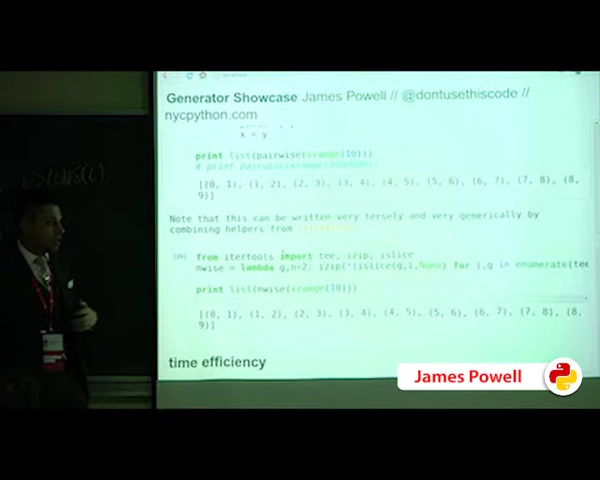 Generator Showcase James Powell // @dontusethiscode //
nycpython.com
x = y
print list(pairwise(xrange(10)))
[(0, 1), (1, 2), (2, 3), (3, 4), (4, 5), (5, 6), (6, 7), (7, 8), (8,
9)]
Note that this can be written very tersely and very generically by
combining helpers from
from itertools import tee, izip, islice
nwise = lambda g,n=2: izip(*(islice(g,i,None) for i,g in enumerate(tee
print list(nwise(xrange(10)))
[(0, 1), (1, 2), (2, 3), (3, 4), (4, 5), (5, 6), (6, 7), (7, 8), (8,
9)]
time efficiency
James Powell